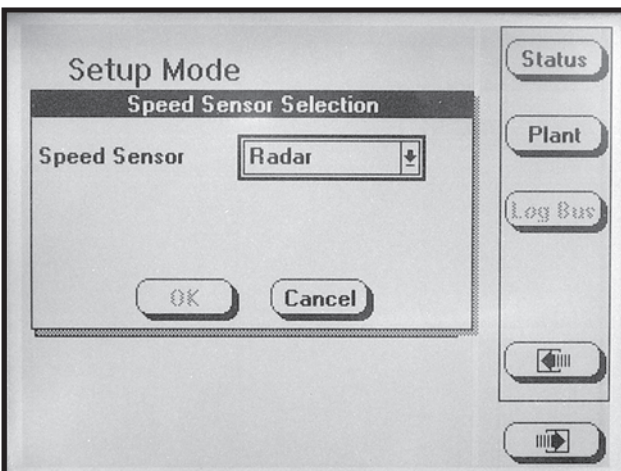 Setup Mode
Speed Sensor Selection
Speed Sensor
Radar
OK
Cancel
Status
Plant
Log Bus